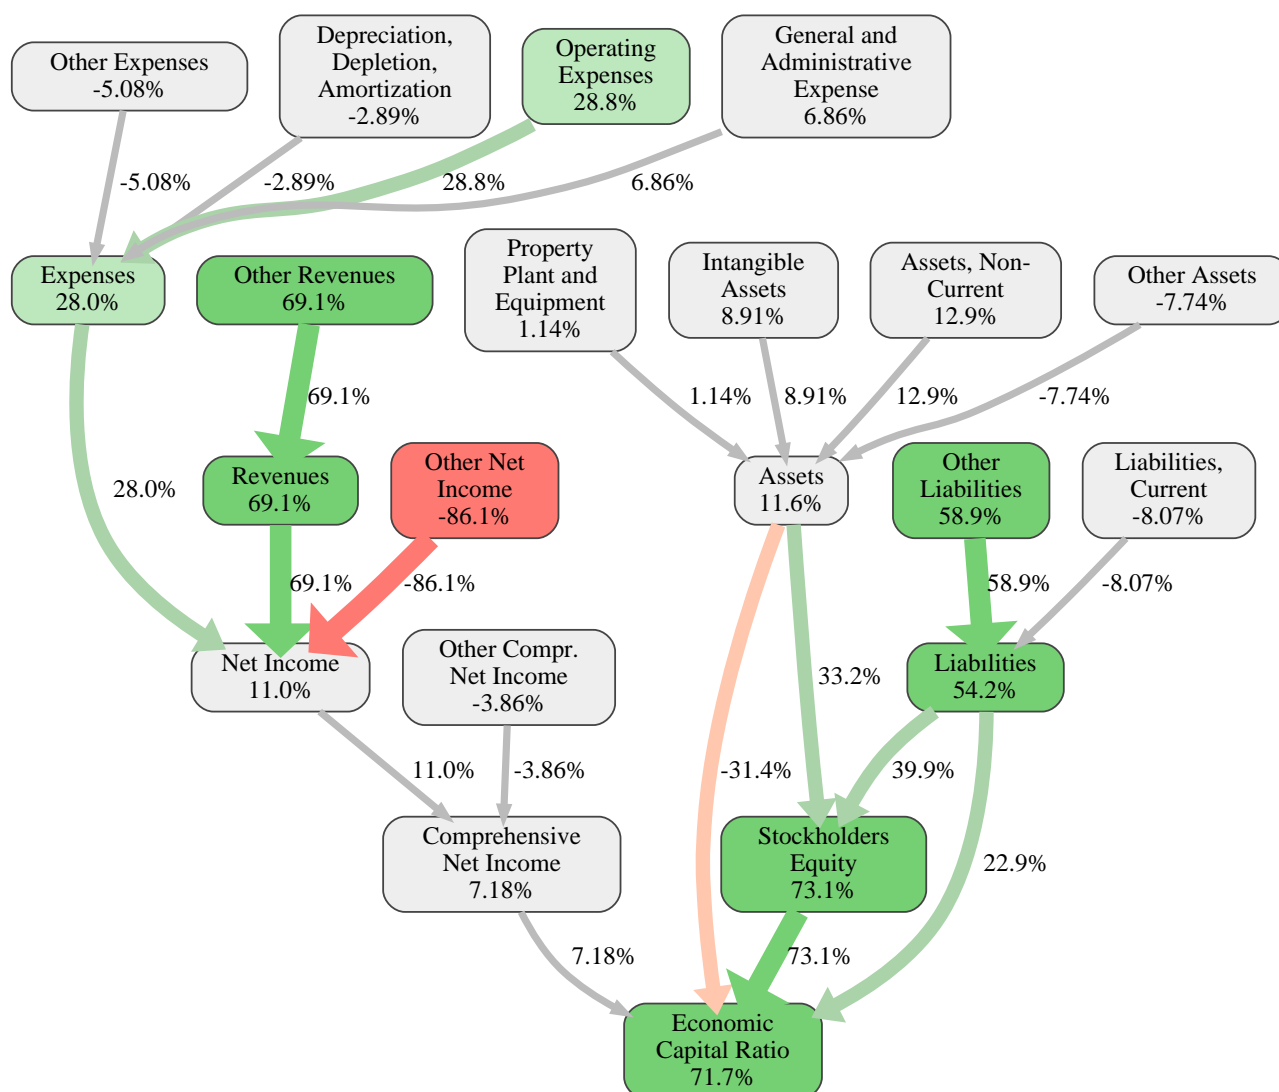 Other Expenses
-5.08%
Depreciation,
Depletion,
Amortization
-2.89%
Operating
Expenses
28.8%
General and
Administrative
Expense
6.86%
-5.08%
-2.89%
28.8%
6.86%
Expenses
28.0%
Other Revenues
69.1%
Property
Plant and
Equipment
1.14%
Intangible
Assets
8.91%
Assets, Non-
Current
12.9%
Other Assets
-7.74%
69.1%
1.14%
8.91%
12.9%
-7.74%
28.0%
Revenues
69.1%
Other Net
Income
-86.1%
Assets
11.6%
Other
Liabilities
58.9%
Liabilities,
Current
-8.07%
69.1%
-86.1%
58.9%
-8.07%
Net Income
11.0%
Other Compr.
Net Income
-3.86%
33.2%
Liabilities
54.2%
11.0%
-3.86%
-31.4%
39.9%
Comprehensive
Net Income
7.18%
Stockholders
Equity
73.1%
22.9%
7.18%
73.1%
Economic
Capital Ratio
71.7%